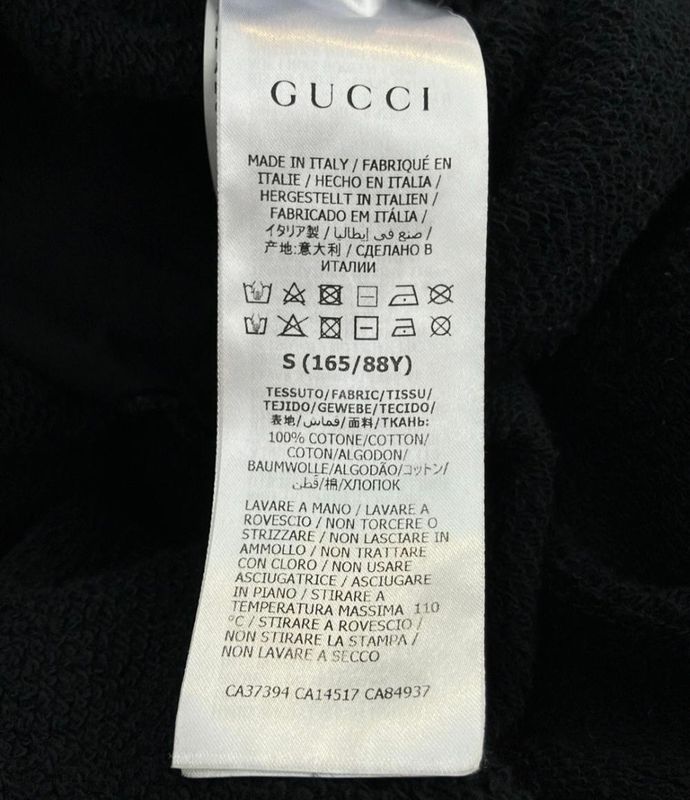 GUCCI
MADE IN ITALY / FABRIQUÉ EN
ITALIE / HECHO EN ITALIA /
HERGESTELLT IN ITALIEN /
FABRICADO EM ITÁLIA /
イタリア製 / صنع في إيطاليا /
产地:意大利 / СДЕЛАНО В
ИТАЛИИ
S (165/88Y)
TESSUTO/FABRIC/TISSU/
TEJIDO/GEWEBE/TECIDO/
表地/قماش/面料/ТКАНЬ:
100% COTONE/COTTON/
COTON/ALGODON/
BAUMWOLLE/ALGODÃO/コットン/
قطن/棉/ХЛОПОК
LAVARE A MANO / LAVARE A
ROVESCIO / NON TORCERE O
STRIZZARE / NON LASCIARE IN
AMMOLLO / NON TRATTARE
CON CLORO / NON USARE
ASCIUGATRICE / ASCIUGARE
IN PIANO / STIRARE A
TEMPERATURA MASSIMA 110
°C / STIRARE A ROVESCIO /
NON STIRARE LA STAMPA /
NON LAVARE A SECCO
CA37394 CA14517 CA84937